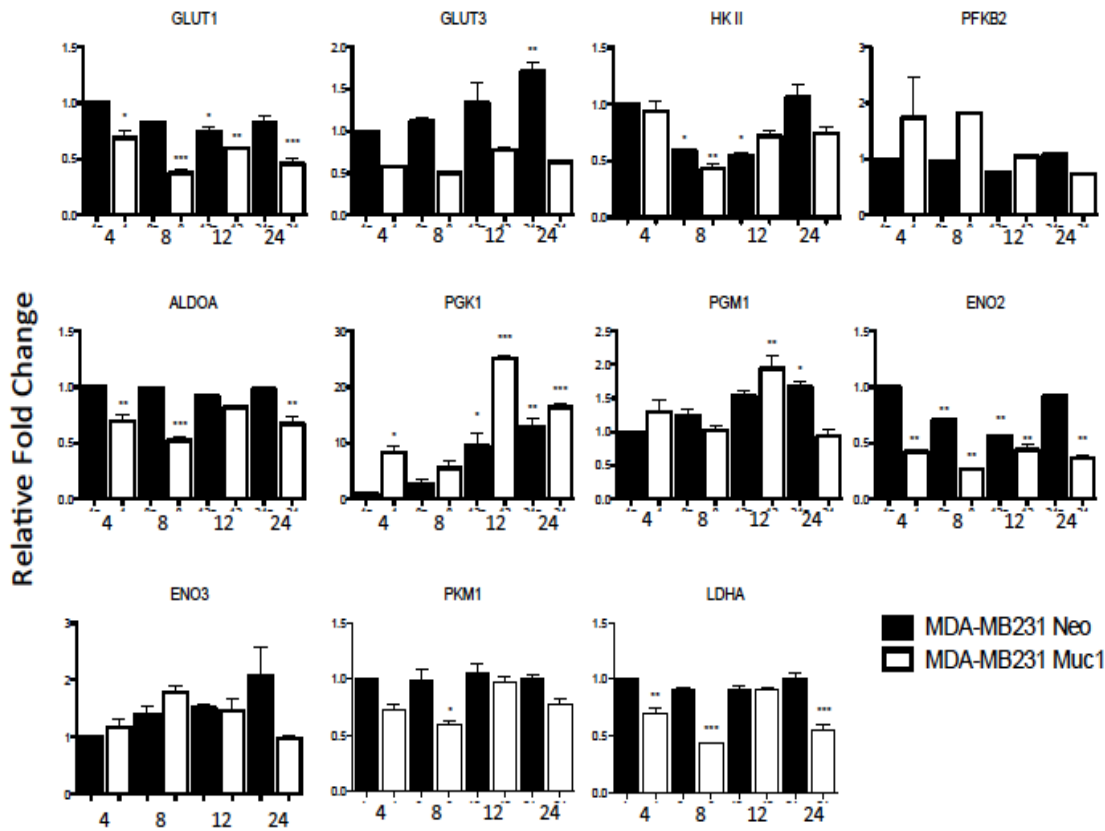 GLUT1 GLUT3 HK II PFKB2
1.5 2.0 1.5 3
** 
1.5
* * 1.0 1.0 2
** *** 1.0 * *
*** ** 
0.5 0.5 1
0.5
0.0 0.0 0.0 0
4 8 12 24 4 8 12 24 4 8 12 24 4 8 12 24
Relative Fold Change
ALDOA PGK1 PGM1 ENO2
1.5 30 2.5 1.5
*** ** *
2.0
1.0 20 1.0
** ** *** 1.5 **
*** ** 1.0 **
0.5 * * 10 0.5 ** ** ** **
0.5
0.0 0 0.0 0.0
4 8 12 24 4 8 12 24 4 8 12 24 4 8 12 24
ENO3 PKM1 LDHA
3 1.5 1.5
MDA-MB231 Neo
2 1.0 1.0 MDA-MB231 Muc1
* ** ***
1 0.5 0.5 ***
0 0.0 0.0
4 8 12 24 4 8 12 24 4 8 12 24